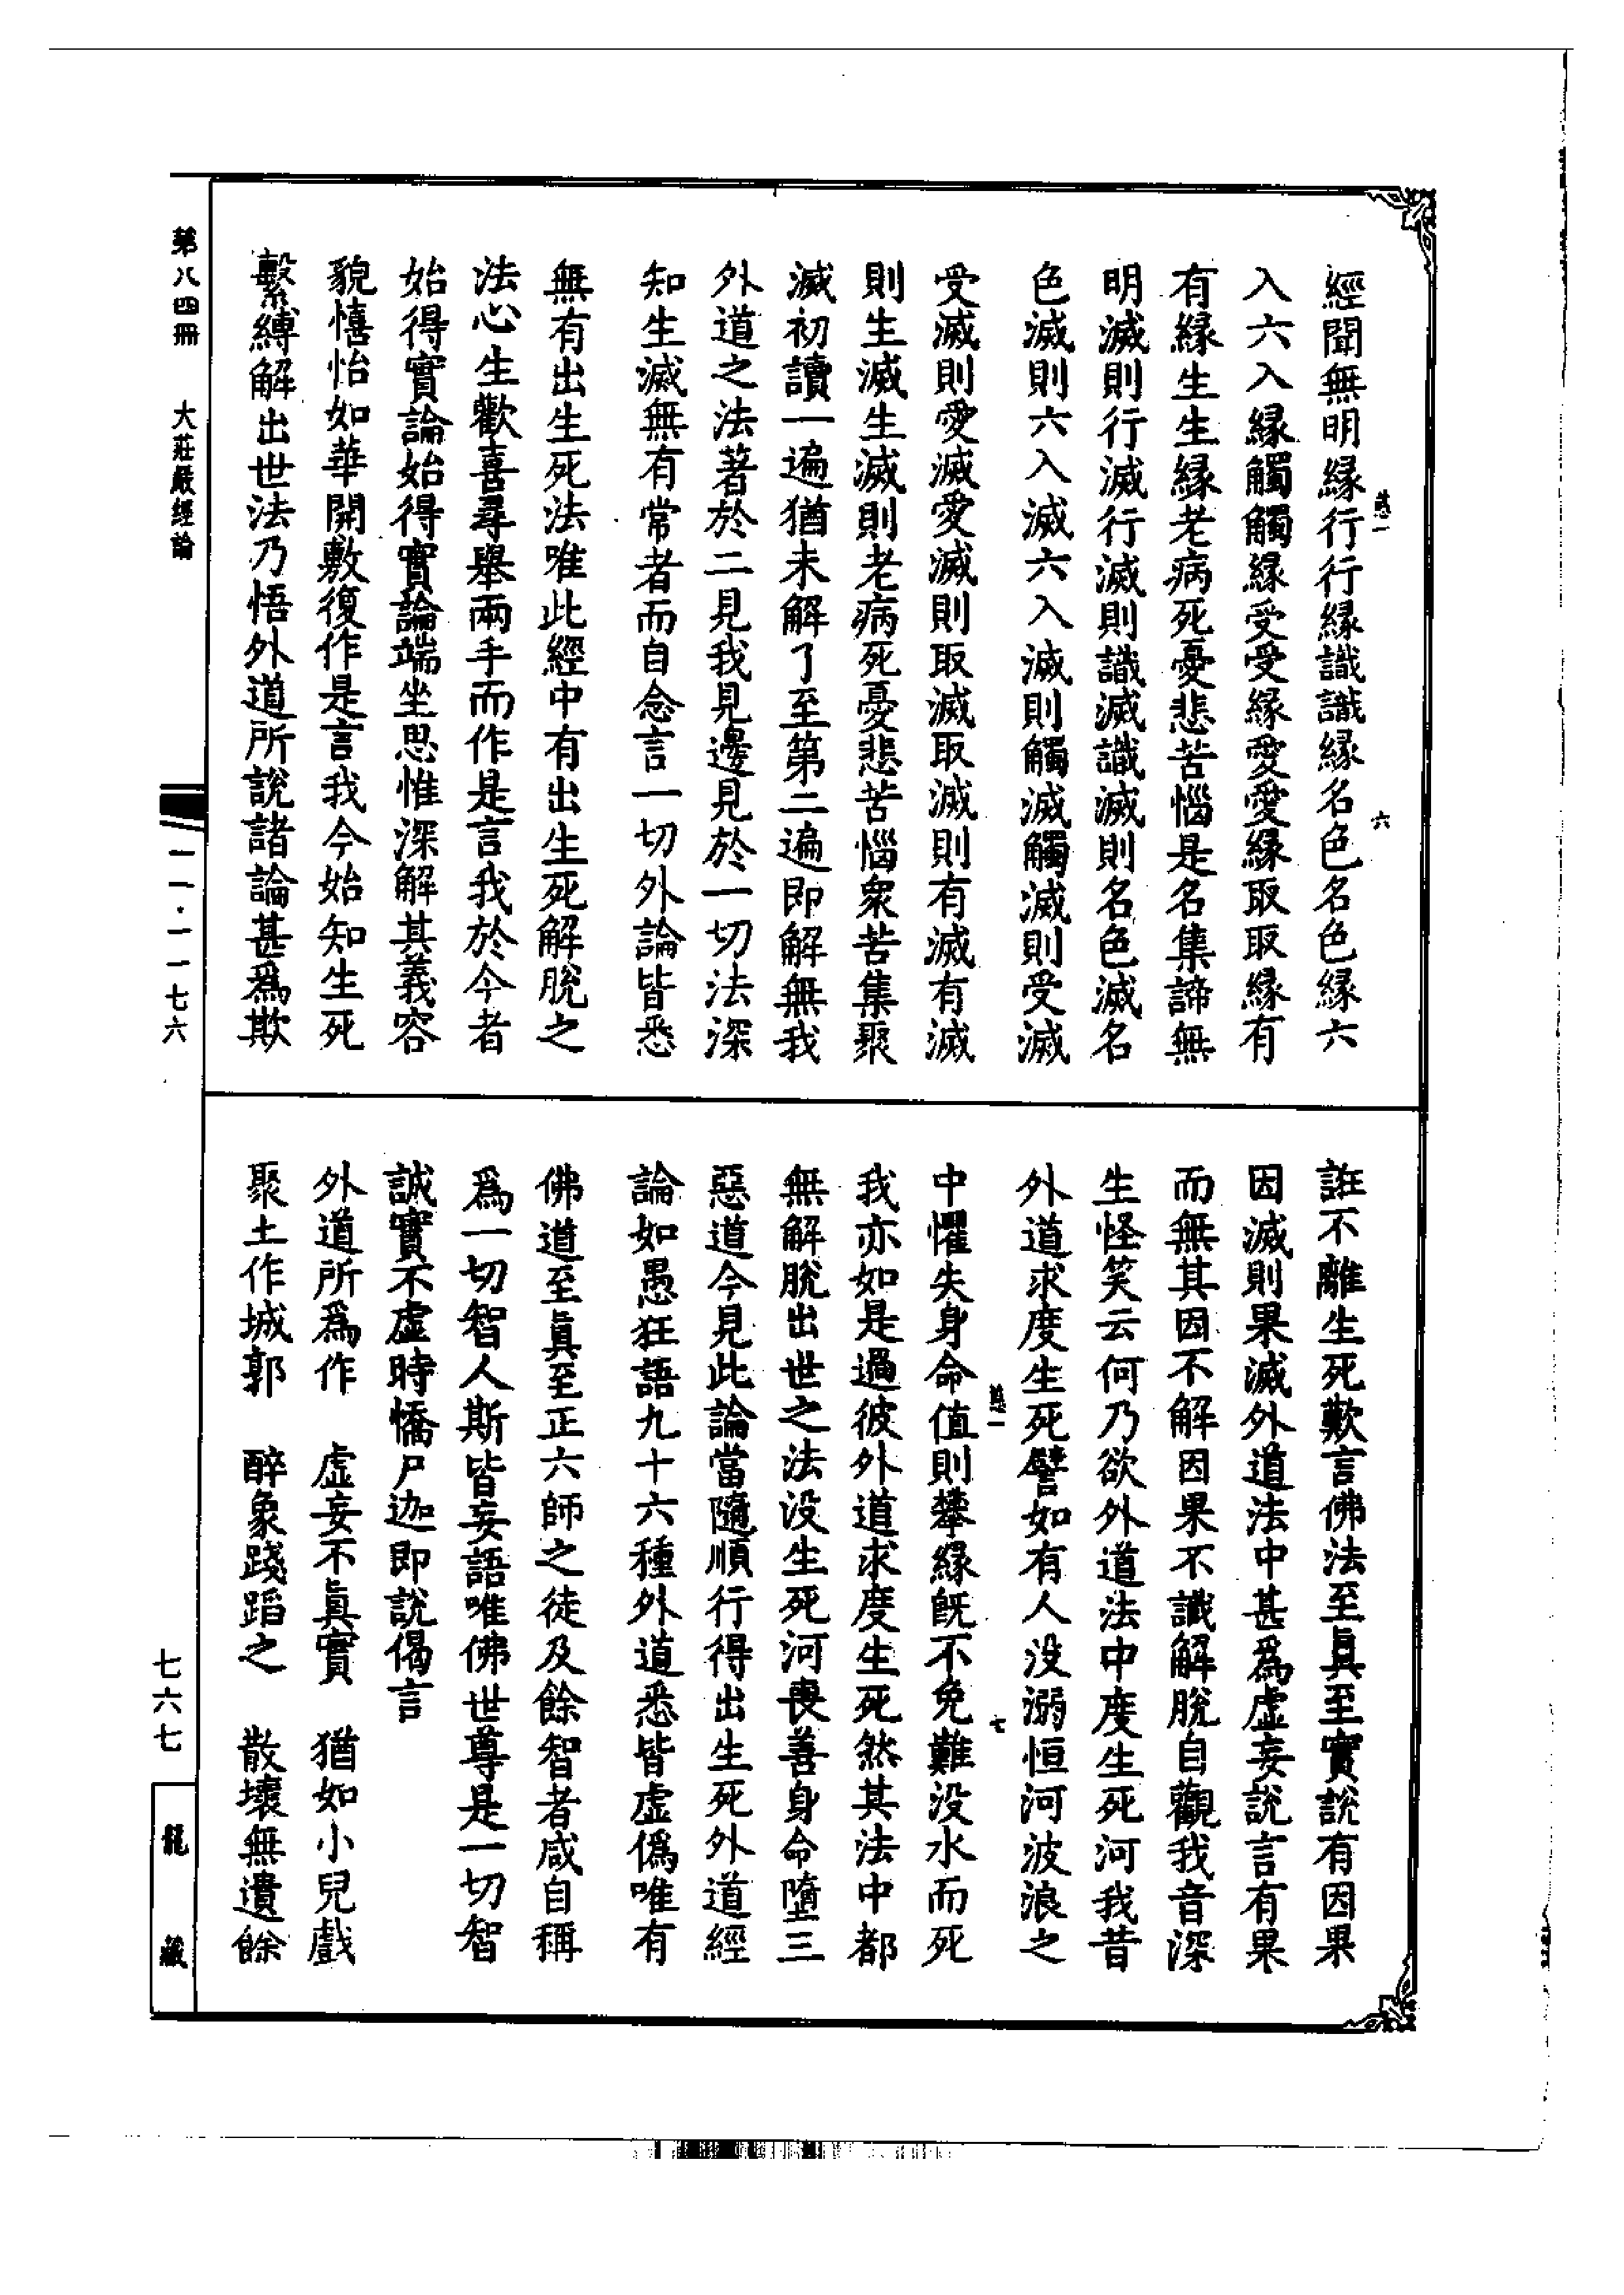 經聞無明緣行行緣識識緣名色名色緣六
入六入緣觸觸緣受受緣愛愛緣取取緣有
有緣生生緣老病死憂悲苦惱是名集諦無
明滅則行滅行滅則識滅識滅則名色滅名
色滅則六入滅六入滅則觸滅觸滅則受滅
受滅則愛滅愛滅則取滅取滅則有滅有滅
則生滅生滅則老病死憂悲苦惱衆苦集聚
滅初讀一遍猶未解了至第二遍即解無我
外道之法著於二見我見邊見於一切法深
知生滅無有常者而自念言一切外論皆悉
無有出生死法唯此經中有出生死解脫之
法心生歡喜尋舉兩手而作是言我於今者
始得實論始得實論端坐思惟深解其義容
貌憘怡如華開敷復作是言我今始知生死
繫縛解出世法乃悟外道所說諸論甚爲欺
誑不離生死歎言佛法至眞至實說有因果
因滅則果滅外道法中甚爲虛妄說言有果
而無其因不解因果不識解脫自觀我音深
生怪笑云何乃欲外道法中度生死河我昔
外道求度生死譬如有人没溺恒河波浪之
中懼失身命值則攀緣旣不免難没水而死
我亦如是過彼外道求度生死然其法中都
無解脫出世之法没生死河喪善身命墮三
惡道今見此論當隨順行得出生死外道經
論如愚狂語九十六種外道悉皆虛僞唯有
佛道至眞至正六師之徒及餘智者咸自稱
爲一切智人斯皆妄語唯佛世尊是一切智
誠實不虛時憍尸迦即說偈言
外道所爲作　虛妄不眞實　猶如小兒戲
聚土作城郭　醉象踐蹈之　散壞無遺餘
第八四冊　大莊嚴經論
一一·一一七六
七六七
龍藏
六
七